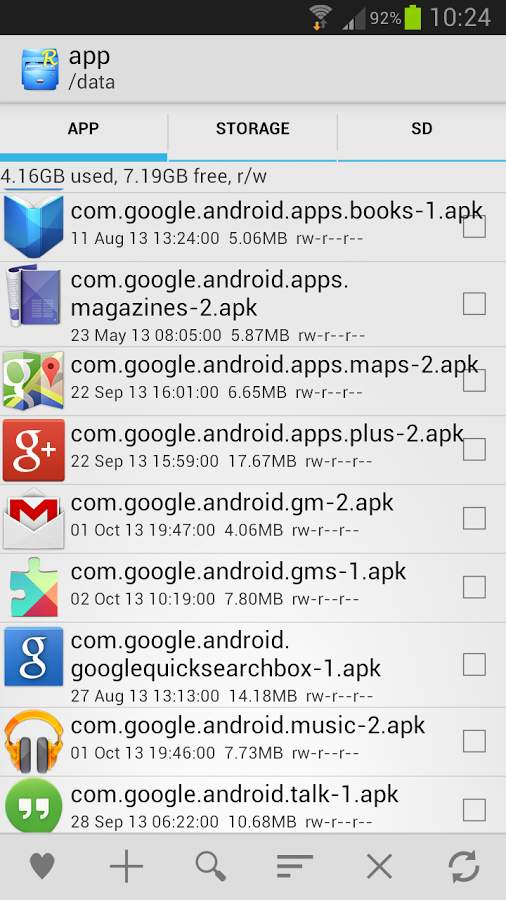 92% 10:24
app
/data
APP STORAGE SD
4.16GB used, 7.19GB free, r/w
com.google.android.apps.books-1.apk
11 Aug 13 13:24:00 5.06MB rw-r--r--
com.google.android.apps.
magazines-2.apk
23 May 13 08:05:00 5.87MB rw-r--r--
com.google.android.apps.maps-2.apk
22 Sep 13 16:01:00 6.65MB rw-r--r--
com.google.android.apps.plus-2.apk
22 Sep 13 15:59:00 17.67MB rw-r--r--
com.google.android.gm-2.apk
01 Oct 13 19:47:00 4.06MB rw-r--r--
com.google.android.gms-1.apk
02 Oct 13 10:19:00 7.80MB rw-r--r--
com.google.android.
googlequicksearchbox-1.apk
27 Aug 13 13:13:00 14.18MB rw-r--r--
com.google.android.music-2.apk
01 Oct 13 19:46:00 7.73MB rw-r--r--
com.google.android.talk-1.apk
28 Sep 13 06:22:00 10.68MB rw-r--r--